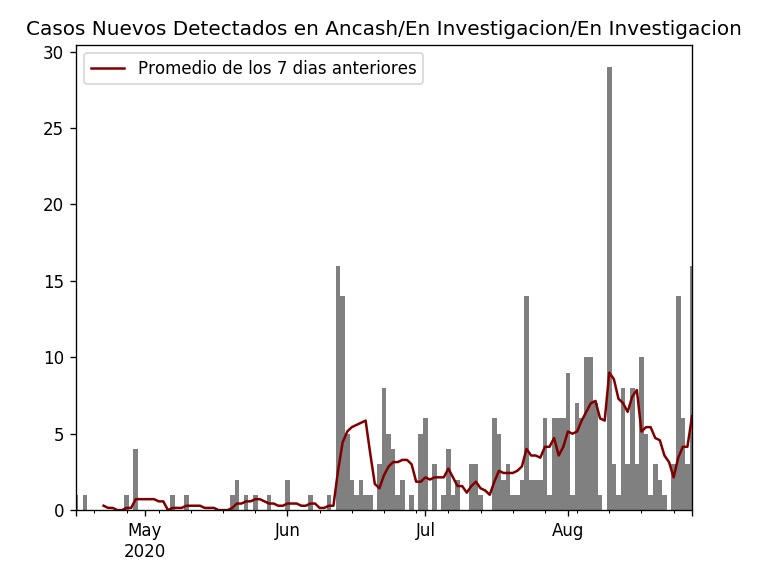 Casos Nuevos Detectados en Ancash/En Investigacion/En Investigacion
Promedio de los 7 dias anteriores
30
25
20
15
10
5
0
May Jun Jul Aug
2020